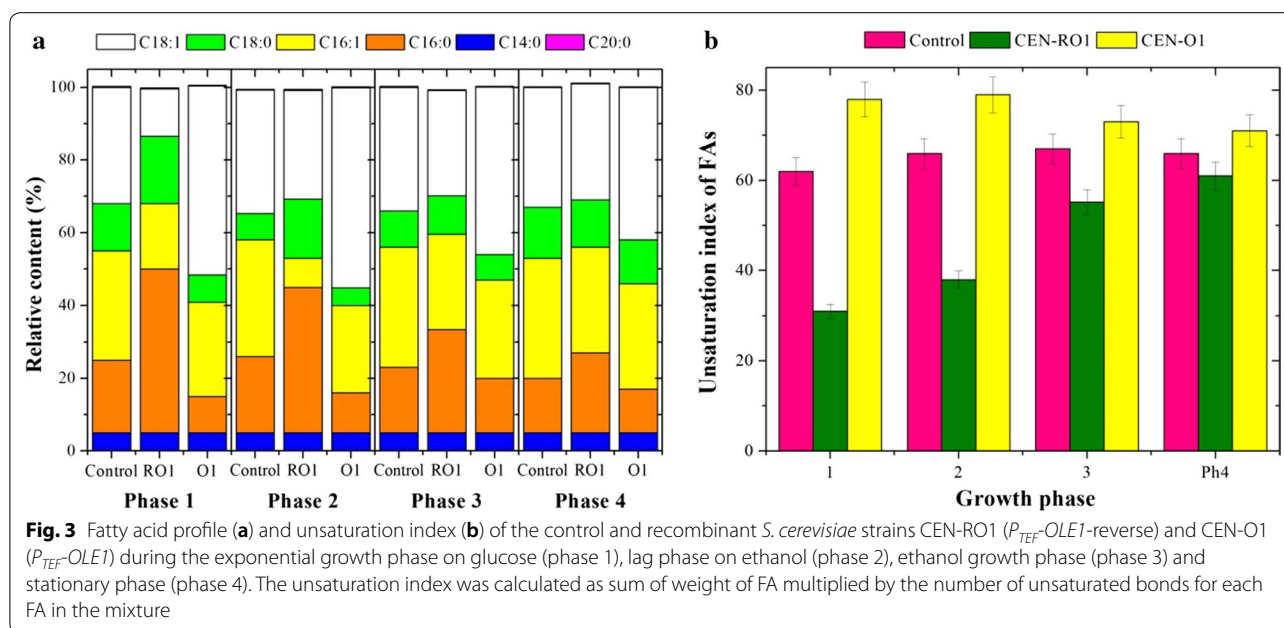 a
C18:1 C18:0 C16:1 C16:0 C14:0 C20:0
100
80
60
40
20
0
Relative content (%)
Control RO1 O1 Control RO1 O1 Control RO1 O1 Control RO1 O1
Phase 1 Phase 2 Phase 3 Phase 4
b
Control CEN-RO1 CEN-O1
80
60
40
20
0
Unsaturation index of FAs
1 2 3 Ph4
Growth phase
Fig. 3 Fatty acid profile (a) and unsaturation index (b) of the control and recombinant S. cerevisiae strains CEN-RO1 (P_TEF-OLE1-reverse) and CEN-O1
(P_TEF-OLE1) during the exponential growth phase on glucose (phase 1), lag phase on ethanol (phase 2), ethanol growth phase (phase 3) and
stationary phase (phase 4). The unsaturation index was calculated as sum of weight of FA multiplied by the number of unsaturated bonds for each
FA in the mixture